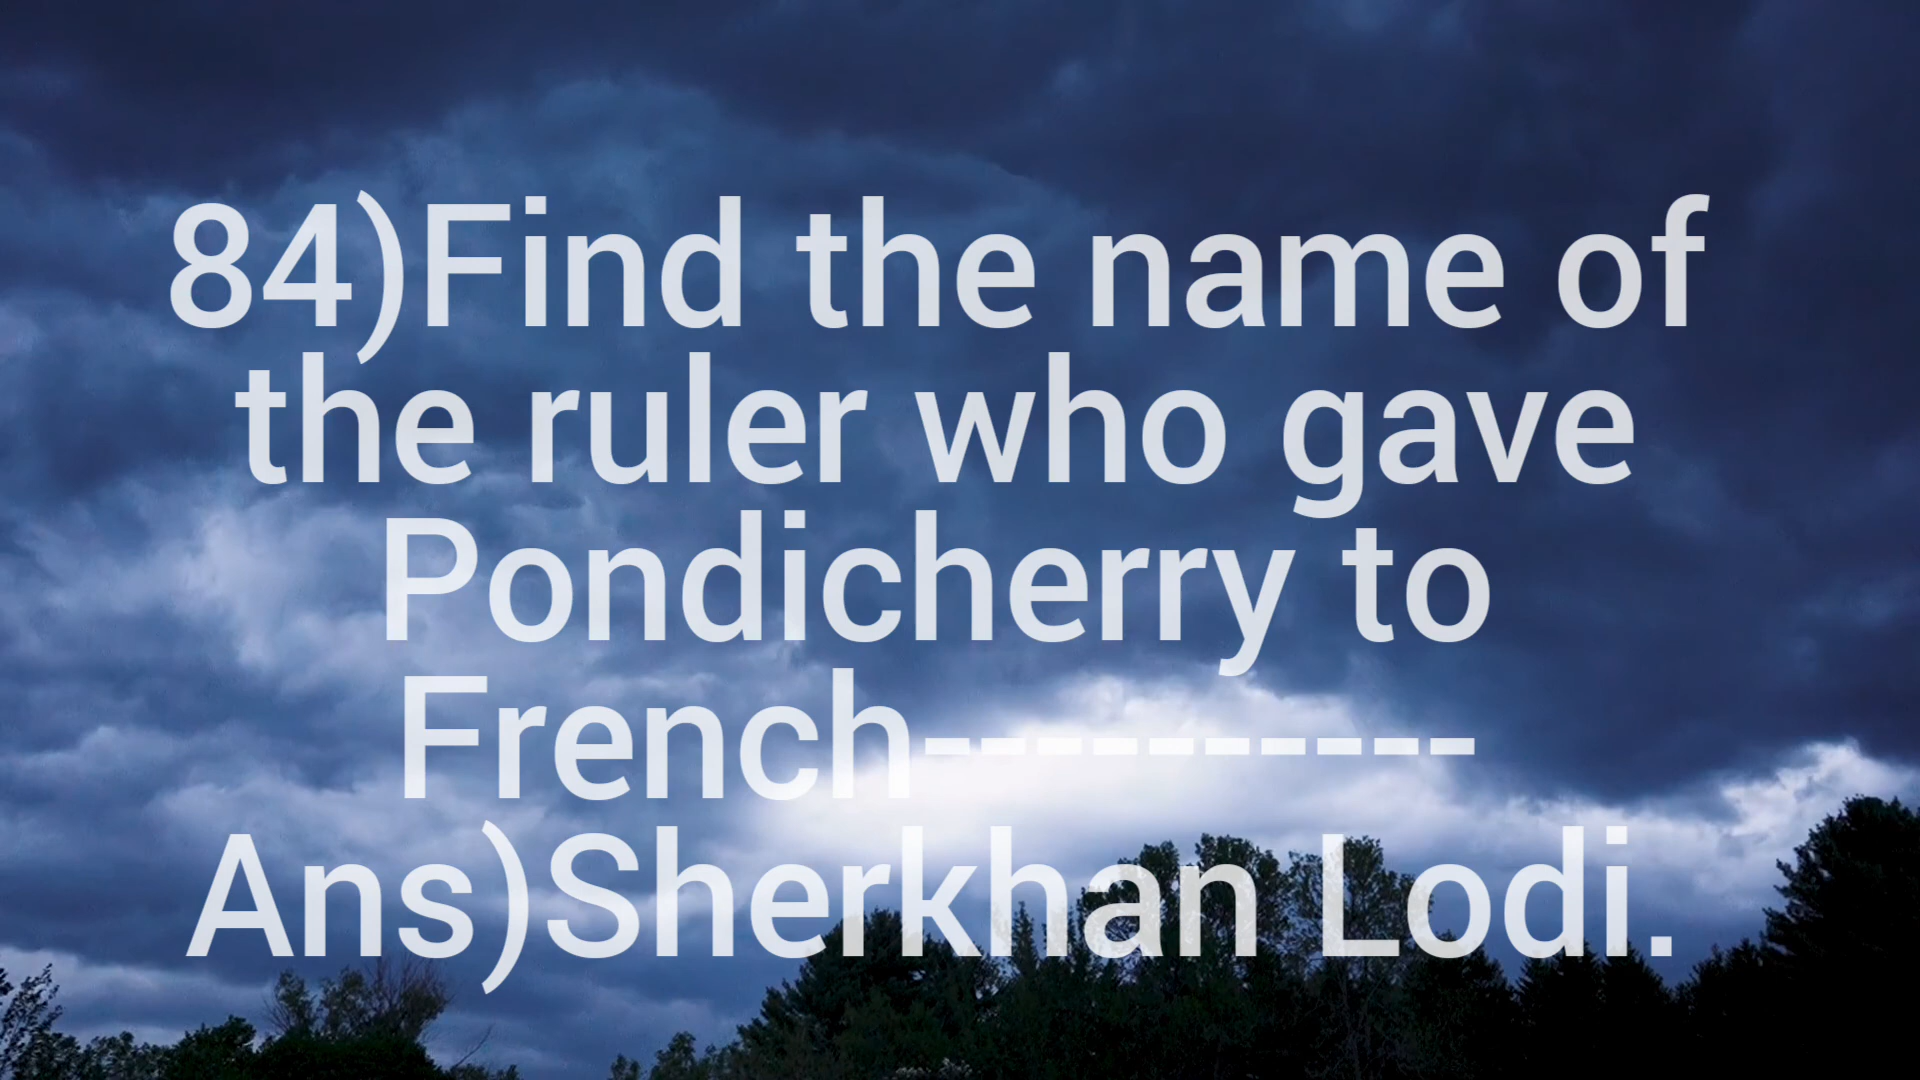 84)Find the name of
the ruler who gave
Pondicherry to
French----------
Ans)Sherkhan Lodi.